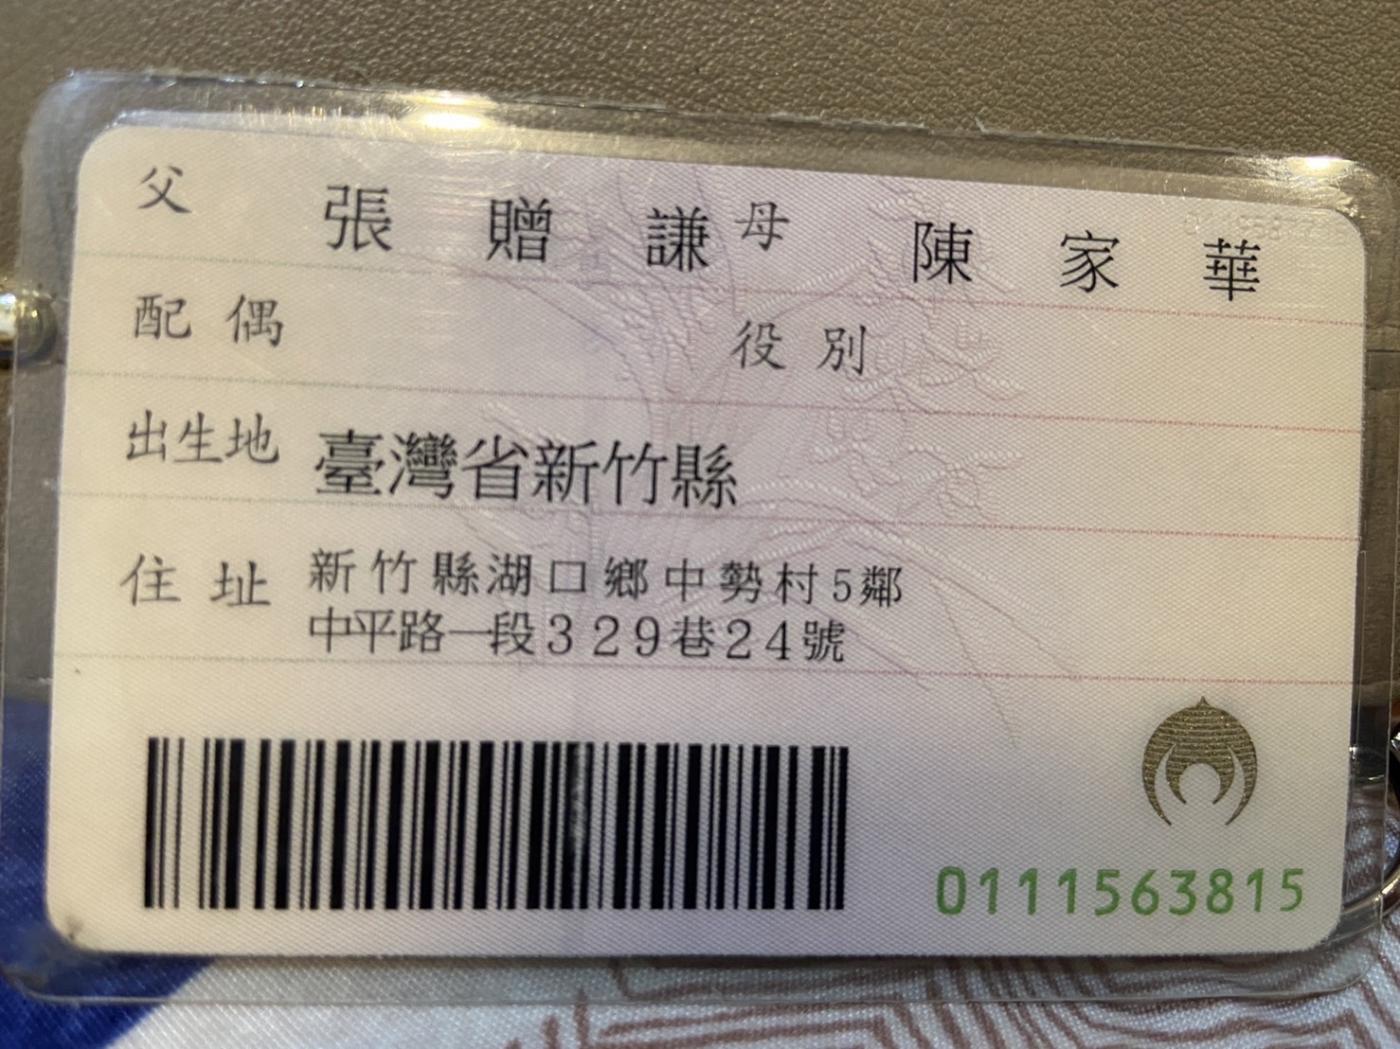 父 張贈謙 母 陳家華
配偶 役別
出生地 臺灣省新竹縣
住址 新竹縣湖口鄉中勢村5鄰
中平路一段329巷24號
0111563815